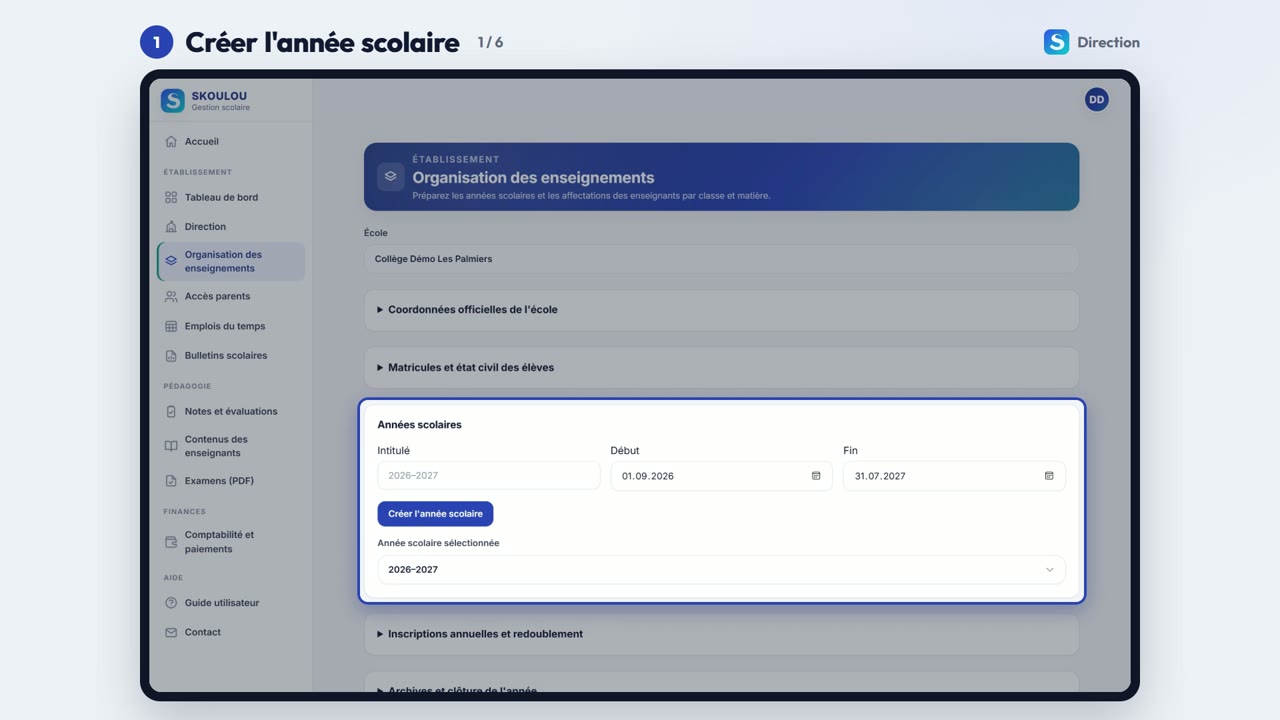 1 Créer l'année scolaire 1 / 6
Direction
SKOULOU
Gestion scolaire
DD
Accueil
ÉTABLISSEMENT
Tableau de bord
Direction
Organisation des
enseignements
Accès parents
Emplois du temps
Bulletins scolaires
PÉDAGOGIE
Notes et évaluations
Contenus des
enseignants
Examens (PDF)
FINANCES
Comptabilité et
paiements
AIDE
Guide utilisateur
Contact
ÉTABLISSEMENT
Organisation des enseignements
Préparez les années scolaires et les affectations des enseignants par classe et matière.
École
Collège Démo Les Palmiers
Coordonnées officielles de l'école
Matricules et état civil des élèves
Années scolaires
Intitulé Début Fin
2026–2027 01.09.2026 31.07.2027
Créer l'année scolaire
Année scolaire sélectionnée
2026–2027
Inscriptions annuelles et redoublement
Archives et clôture de l'année